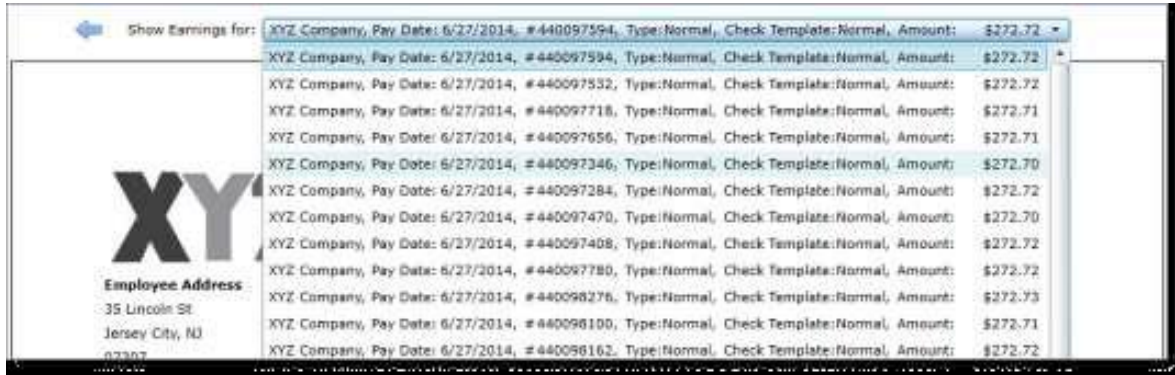 Show Earnings for: XYZ Company, Pay Date: 6/27/2014, #440097594, Type:Normal, Check Template:Normal, Amount: $272.72
XYZ Company, Pay Date: 6/27/2014, #440097594, Type:Normal, Check Template:Normal, Amount: $272.72
XYZ Company, Pay Date: 6/27/2014, #440097532, Type:Normal, Check Template:Normal, Amount: $272.72
XYZ Company, Pay Date: 6/27/2014, #440097718, Type:Normal, Check Template:Normal, Amount: $272.71
XYZ Company, Pay Date: 6/27/2014, #440097656, Type:Normal, Check Template:Normal, Amount: $272.71
XYZ Company, Pay Date: 6/27/2014, #440097346, Type:Normal, Check Template:Normal, Amount: $272.70
XYZ Company, Pay Date: 6/27/2014, #440097284, Type:Normal, Check Template:Normal, Amount: $272.72
XYZ Company, Pay Date: 6/27/2014, #440097470, Type:Normal, Check Template:Normal, Amount: $272.70
XYZ Company, Pay Date: 6/27/2014, #440097408, Type:Normal, Check Template:Normal, Amount: $272.72
XYZ Company, Pay Date: 6/27/2014, #440097780, Type:Normal, Check Template:Normal, Amount: $272.72
XYZ Company, Pay Date: 6/27/2014, #440098276, Type:Normal, Check Template:Normal, Amount: $272.73
XYZ Company, Pay Date: 6/27/2014, #440098100, Type:Normal, Check Template:Normal, Amount: $272.71
XYZ Company, Pay Date: 6/27/2014, #440098162, Type:Normal, Check Template:Normal, Amount: $272.72
XY
Employee Address
35 Lincoln St
Jersey City, NJ
07307